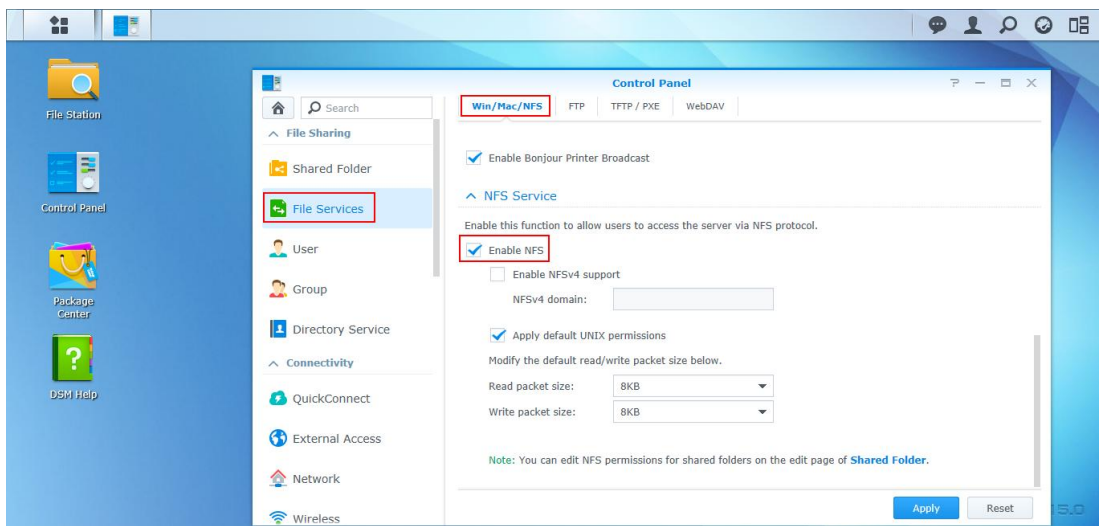 File Station
Control Panel
Package
Center
DSM Help
Control Panel
Search
File Sharing
Shared Folder
File Services
User
Group
Directory Service
Connectivity
QuickConnect
External Access
Network
Wireless
Win/Mac/NFS FTP TFTP / PXE WebDAV
Enable Bonjour Printer Broadcast
NFS Service
Enable this function to allow users to access the server via NFS protocol.
Enable NFS
Enable NFSv4 support
NFSv4 domain:
Apply default UNIX permissions
Modify the default read/write packet size below.
Read packet size: 8KB
Write packet size: 8KB
Note: You can edit NFS permissions for shared folders on the edit page of Shared Folder.
Apply Reset
5.0